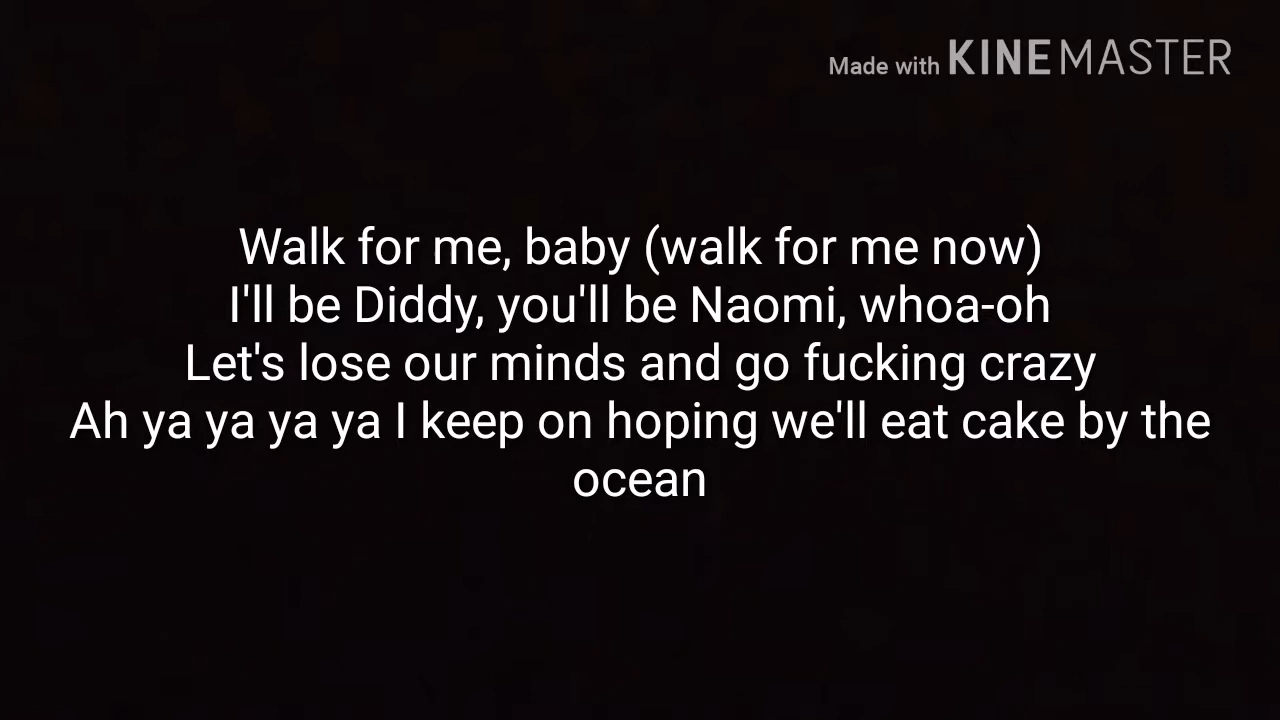 Made with KINEMASTER
Walk for me, baby (walk for me now)
I'll be Diddy, you'll be Naomi, whoa-oh
Let's lose our minds and go fucking crazy
Ah ya ya ya ya I keep on hoping we'll eat cake by the
ocean